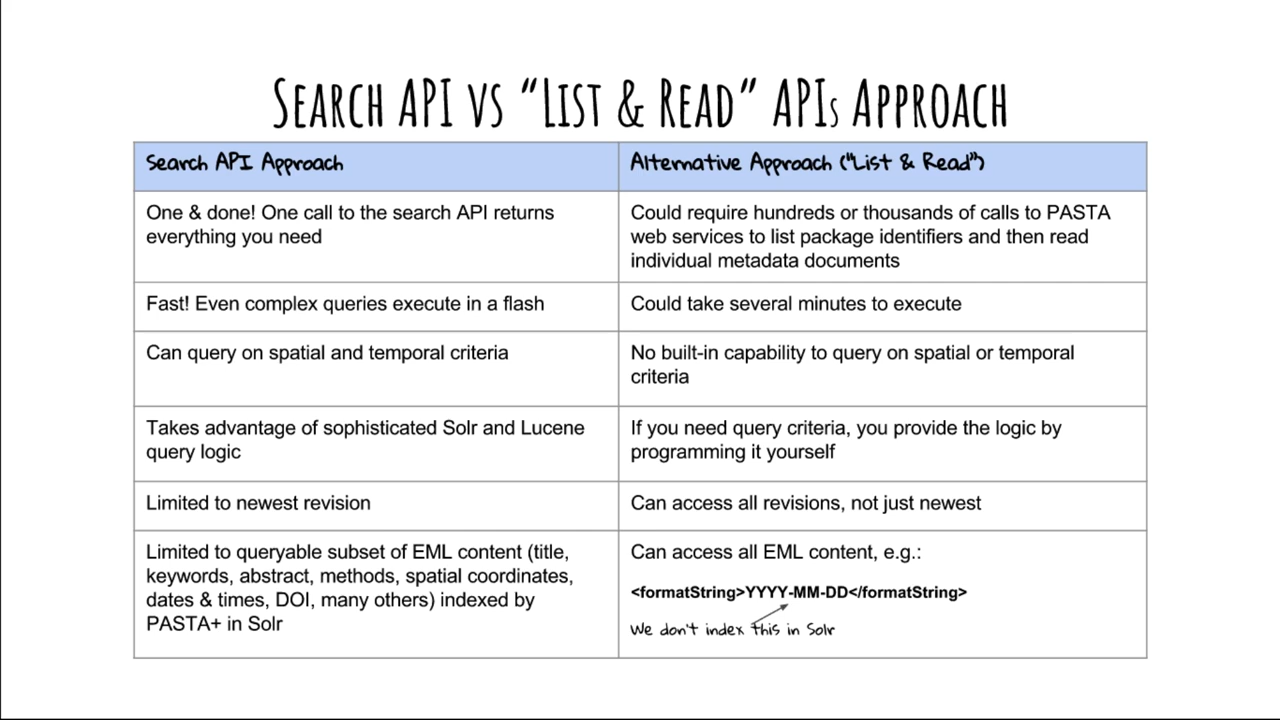 SEARCH API VS “LIST & READ” APIs APPROACH
Search API Approach
Alternative Approach ("List & Read")
One & done! One call to the search API returns
everything you need
Could require hundreds or thousands of calls to PASTA
web services to list package identifiers and then read
individual metadata documents
Fast! Even complex queries execute in a flash
Could take several minutes to execute
Can query on spatial and temporal criteria
No built-in capability to query on spatial or temporal
criteria
Takes advantage of sophisticated Solr and Lucene
query logic
If you need query criteria, you provide the logic by
programming it yourself
Limited to newest revision
Can access all revisions, not just newest
Limited to queryable subset of EML content (title,
keywords, abstract, methods, spatial coordinates,
dates & times, DOI, many others) indexed by
PASTA+ in Solr
Can access all EML content, e.g.:
<formatString>YYYY-MM-DD</formatString>
We don't index this in Solr